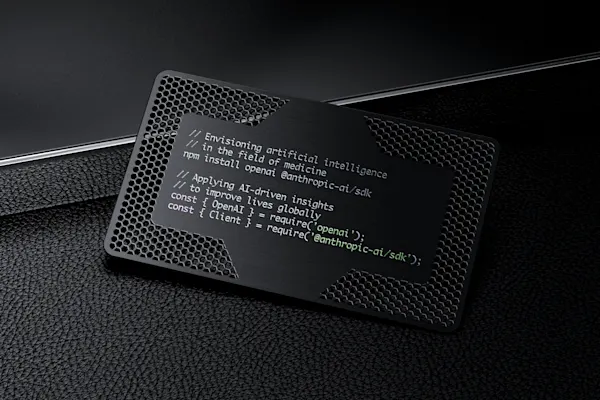 // Envisioning artificial intelligence
// in the field of medicine
npm install openai @anthropic-ai/sdk
// Applying AI-driven insights
// to improve lives globally
const { OpenAI } = require('openai');
const { Client } = require('@anthropic-ai/sdk');